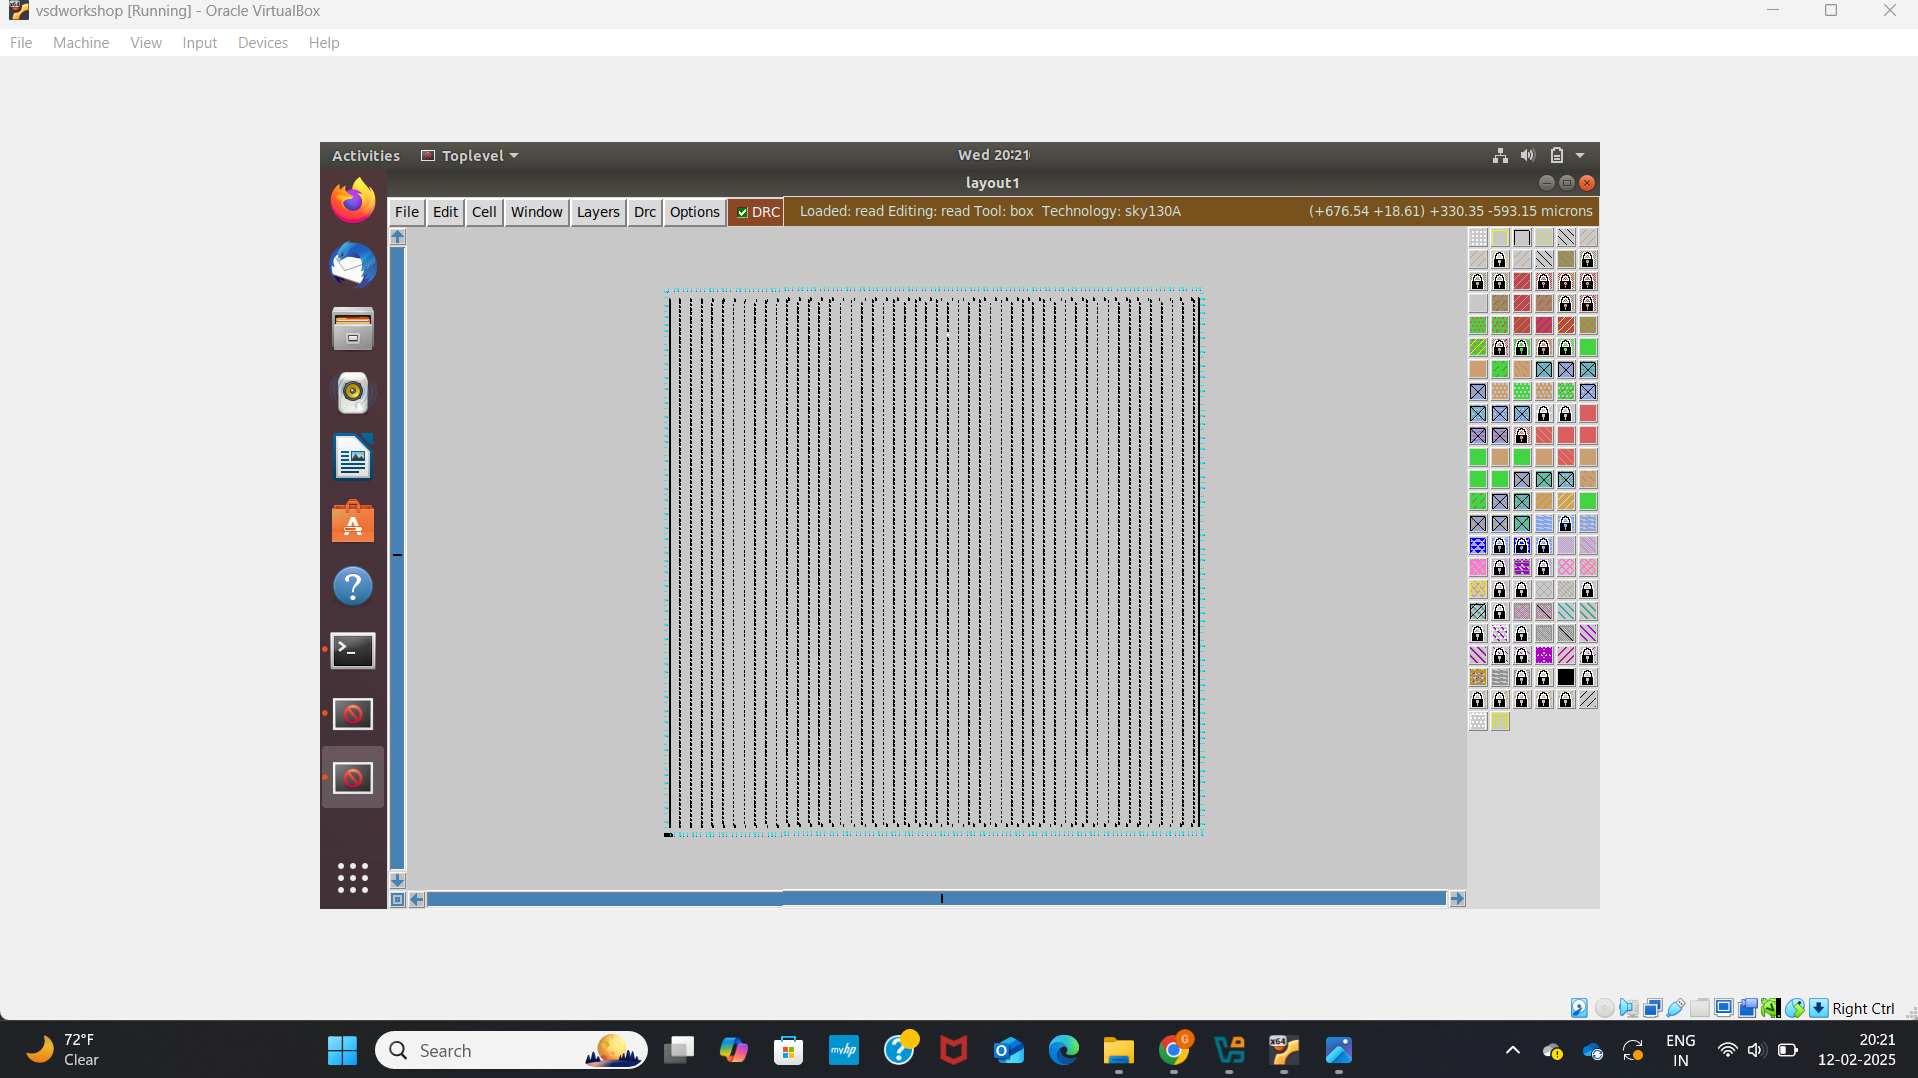 vsdworkshop [Running] - Oracle VirtualBox
File Machine View Input Devices Help
Activities Toplevel Wed 20:21
layout1
File Edit Cell Window Layers Drc Options DRC Loaded: read Editing: read Tool: box Technology: sky130A (+676.54 +18.61) +330.35 -593.15 microns
Right Ctrl
72°F
Clear
Search
ENG
IN
20:21
12-02-2025